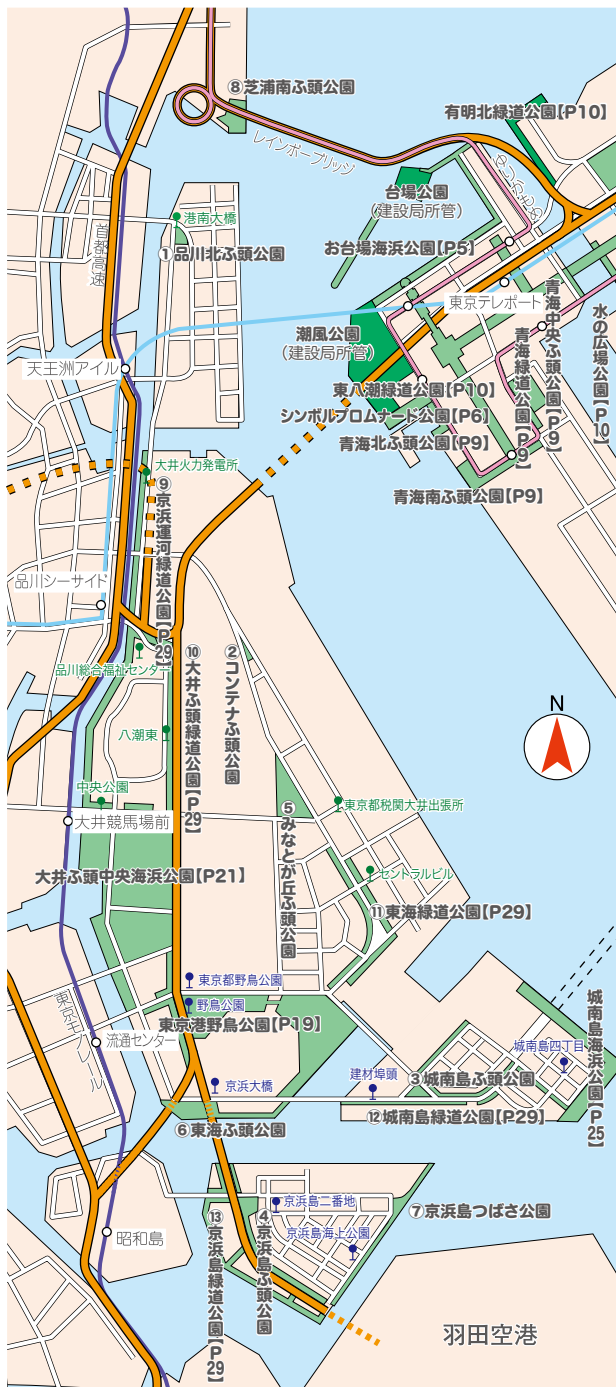 ⑧芝浦南ふ頭公園
有明北緑道公園【P10】
レインボーブリッジ
ゆりかもめ
台場公園
(建設局所管)
港南大橋
①品川北ふ頭公園
お台場海浜公園【P5】
首都高速
東京テレポート
潮風公園
(建設局所管)
天王洲アイル
東八潮緑道公園【P10】
シンボルプロムナード公園【P6】
青海北ふ頭公園【P9】
青海緑道公園【P9】
青海中央ふ頭公園【P9】
水の広場公園【P10】
青海南ふ頭公園【P9】
大井火力発電所
⑨京浜運河緑道公園【P29】
品川シーサイド
品川総合福祉センター
⑩大井ふ頭緑道公園【P29】
②コンテナふ頭公園
N
八潮東
中央公園
大井競馬場前
⑤みなとが丘ふ頭公園
東京都税関大井出張所
大井ふ頭中央海浜公園【P21】
セントラルビル
⑪東海緑道公園【P29】
東京都野鳥公園
野鳥公園
東京港野鳥公園【P19】
東京モノレール
流通センター
城南島海浜公園【P25】
城南島四丁目
③城南島ふ頭公園
建材埠頭
京浜大橋
⑫城南島緑道公園【P29】
⑥東海ふ頭公園
京浜島二番地
⑦京浜島つばさ公園
京浜島海上公園
昭和島
⑬京浜島緑道公園【P29】
④京浜島ふ頭公園
羽田空港